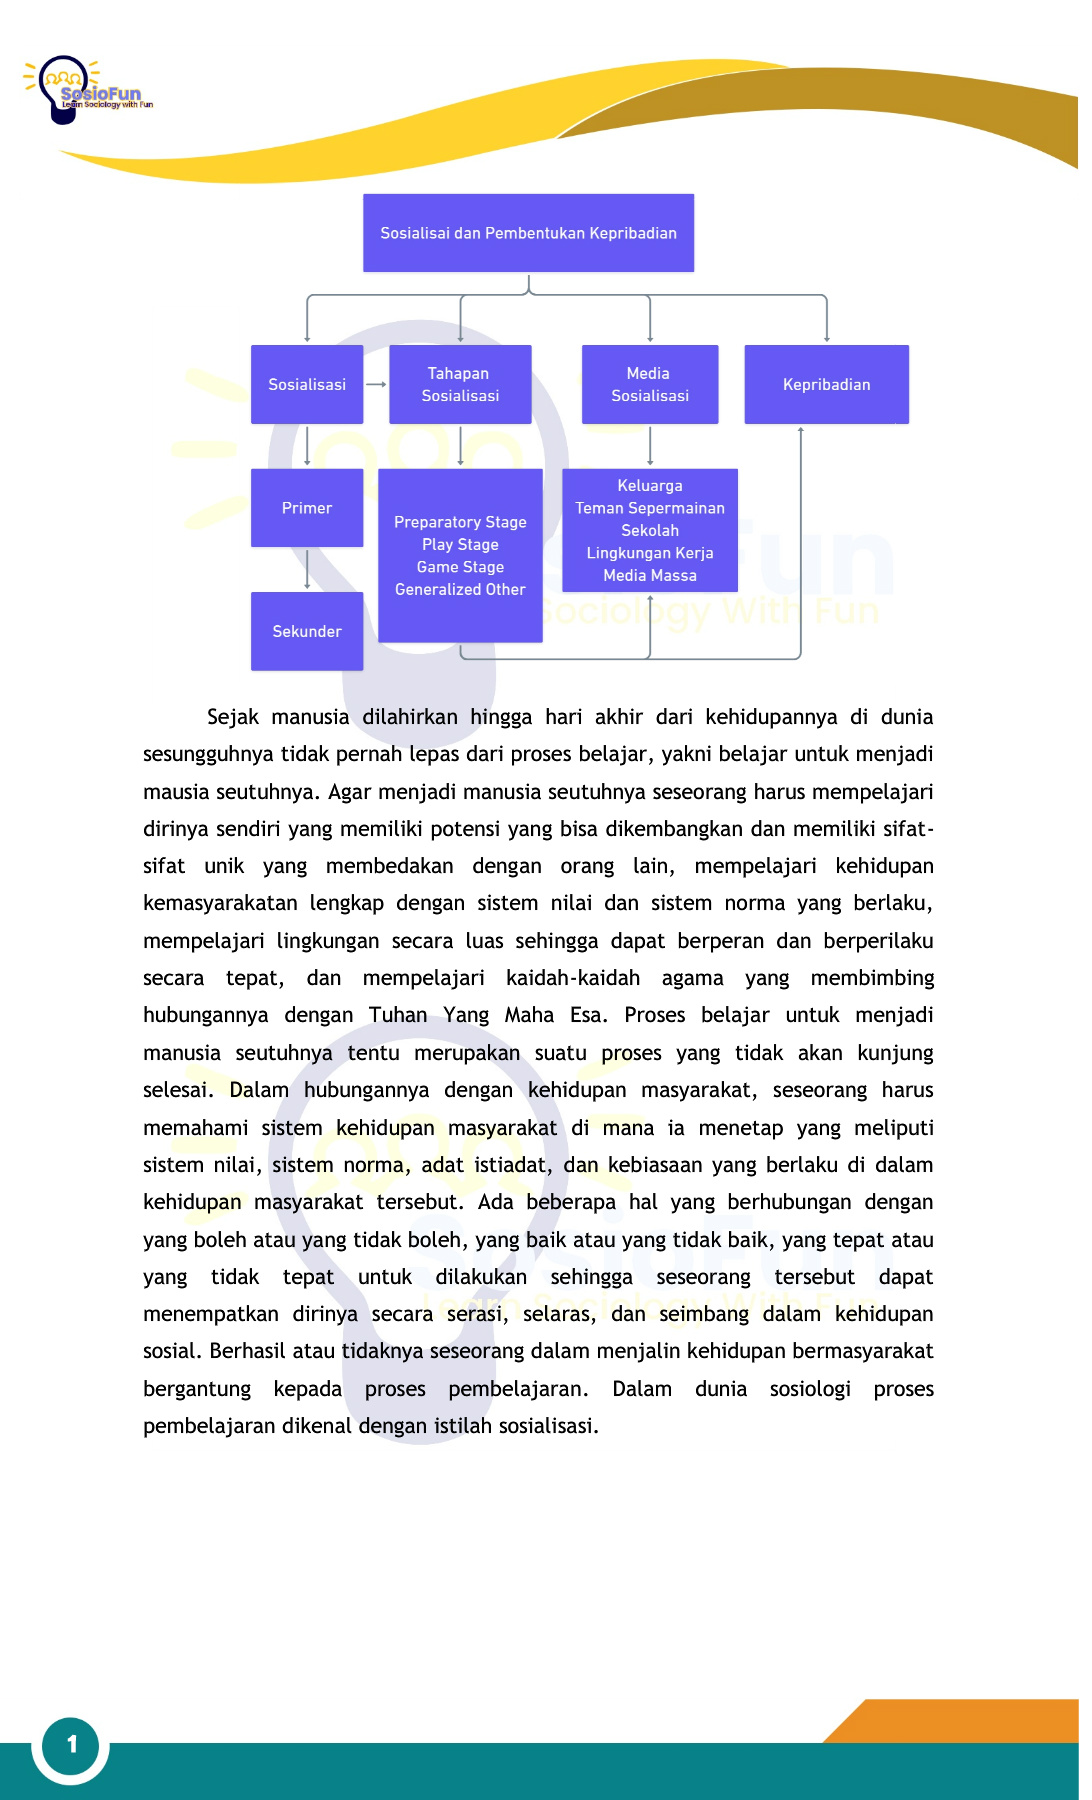 SosioFun
Learn Sociology with Fun
Sosialisai dan Pembentukan Kepribadian
Sosialisasi
Tahapan
Sosialisasi
Media
Sosialisasi
Kepribadian
Primer
Preparatory Stage
Play Stage
Game Stage
Generalized Other
Keluarga
Teman Sepermainan
Sekolah
Lingkungan Kerja
Media Massa
Sekunder
Sociology With Fun
Sejak manusia dilahirkan hingga hari akhir dari kehidupannya di dunia
sesungguhnya tidak pernah lepas dari proses belajar, yakni belajar untuk menjadi
mausia seutuhnya. Agar menjadi manusia seutuhnya seseorang harus mempelajari
dirinya sendiri yang memiliki potensi yang bisa dikembangkan dan memiliki sifat-
sifat unik yang membedakan dengan orang lain, mempelajari kehidupan
kemasyarakatan lengkap dengan sistem nilai dan sistem norma yang berlaku,
mempelajari lingkungan secara luas sehingga dapat berperan dan berperilaku
secara tepat, dan mempelajari kaidah-kaidah agama yang membimbing
hubungannya dengan Tuhan Yang Maha Esa. Proses belajar untuk menjadi
manusia seutuhnya tentu merupakan suatu proses yang tidak akan kunjung
selesai. Dalam hubungannya dengan kehidupan masyarakat, seseorang harus
memahami sistem kehidupan masyarakat di mana ia menetap yang meliputi
sistem nilai, sistem norma, adat istiadat, dan kebiasaan yang berlaku di dalam
kehidupan masyarakat tersebut. Ada beberapa hal yang berhubungan dengan
yang boleh atau yang tidak boleh, yang baik atau yang tidak baik, yang tepat atau
yang tidak tepat untuk dilakukan sehingga seseorang tersebut dapat
menempatkan dirinya secara serasi, selaras, dan seimbang dalam kehidupan
sosial. Berhasil atau tidaknya seseorang dalam menjalin kehidupan bermasyarakat
bergantung kepada proses pembelajaran. Dalam dunia sosiologi proses
pembelajaran dikenal dengan istilah sosialisasi.
SosioFun
Learn Sociology With Fun
1